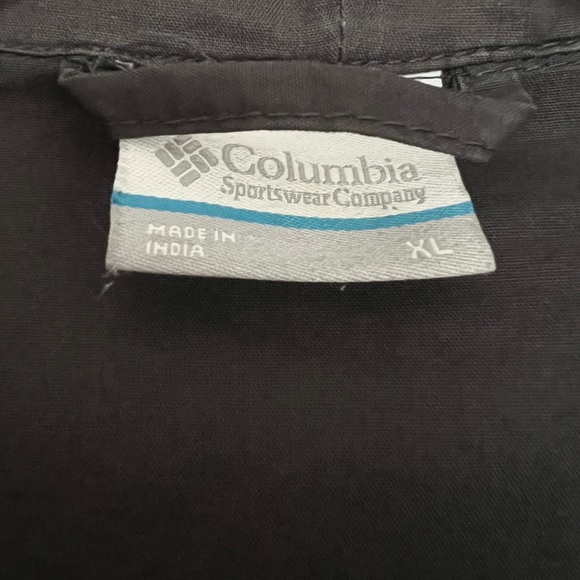 Columbia
Sportswear Company
MADE IN
INDIA
XL